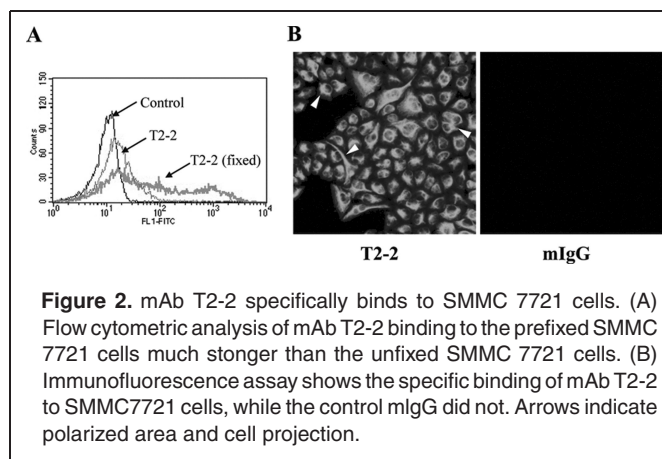 A
B
150
120
90
60
30
0
Counts
Control
T2-2
T2-2 (fixed)
10⁰ 10¹ 10² 10³ 10⁴
FL1-FITC
T2-2
mIgG
Figure 2. mAb T2-2 specifically binds to SMMC 7721 cells. (A)
Flow cytometric analysis of mAb T2-2 binding to the prefixed SMMC
7721 cells much stonger than the unfixed SMMC 7721 cells. (B)
Immunofluorescence assay shows the specific binding of mAb T2-2
to SMMC7721 cells, while the control mIgG did not. Arrows indicate
polarized area and cell projection.